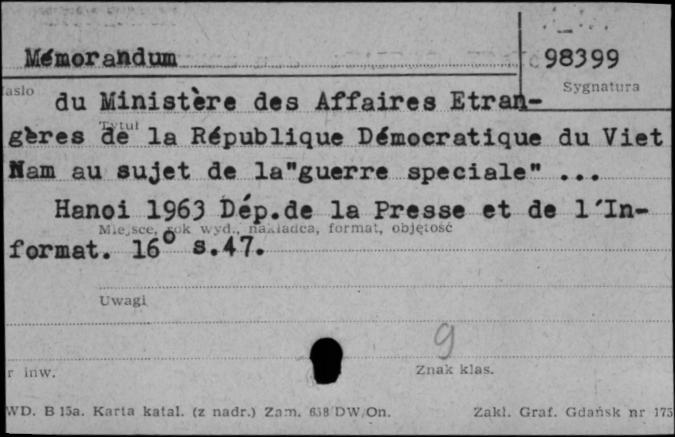 Mémorandum
98399
Sygnatura
du Ministère des Affaires Etran-
Tytuł
gères de la République Démocratique du Viet
Nam au sujet de la"guerre speciale" ...
Hanoi 1963 Dép.de la Presse et de l'In-
Miejsce, rok wyd., nakładca, format, objętość
format. 16° s.47.
Uwagi
9
r inw.
Znak klas.
WD. B 15a. Karta katal. (z nadr.) Zam. 638 DW/On.
Zakl. Graf. Gdańsk nr 175